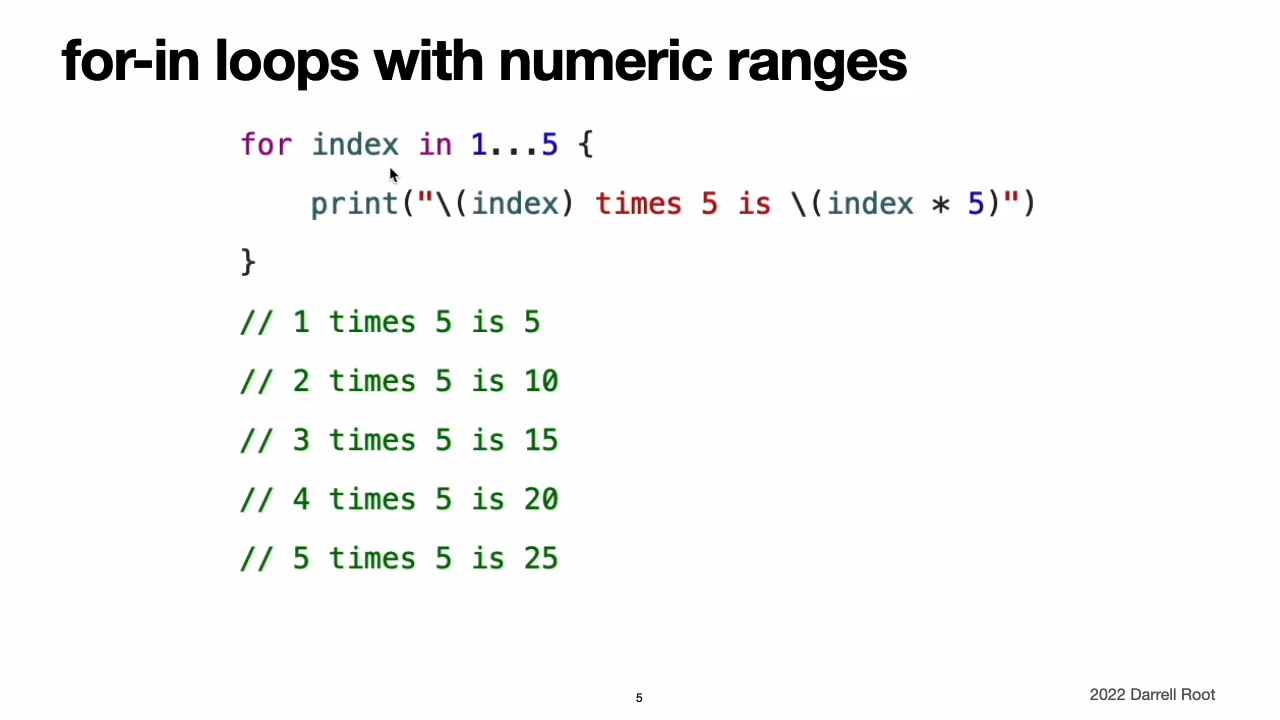 for-in loops with numeric ranges
for index in 1...5 {
print("\(index) times 5 is \(index * 5)")
}
// 1 times 5 is 5
// 2 times 5 is 10
// 3 times 5 is 15
// 4 times 5 is 20
// 5 times 5 is 25
5
2022 Darrell Root